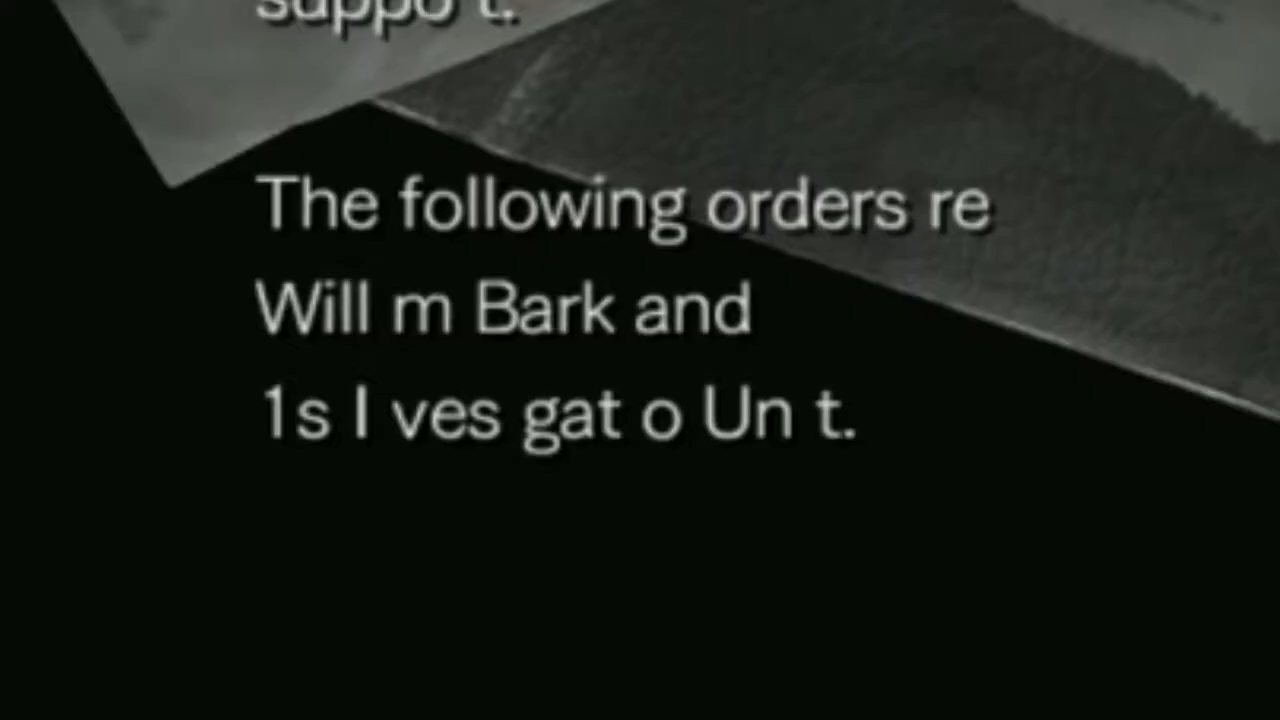 suppo t.
The following orders re
Will m Bark and
1s I ves gat o Un t.